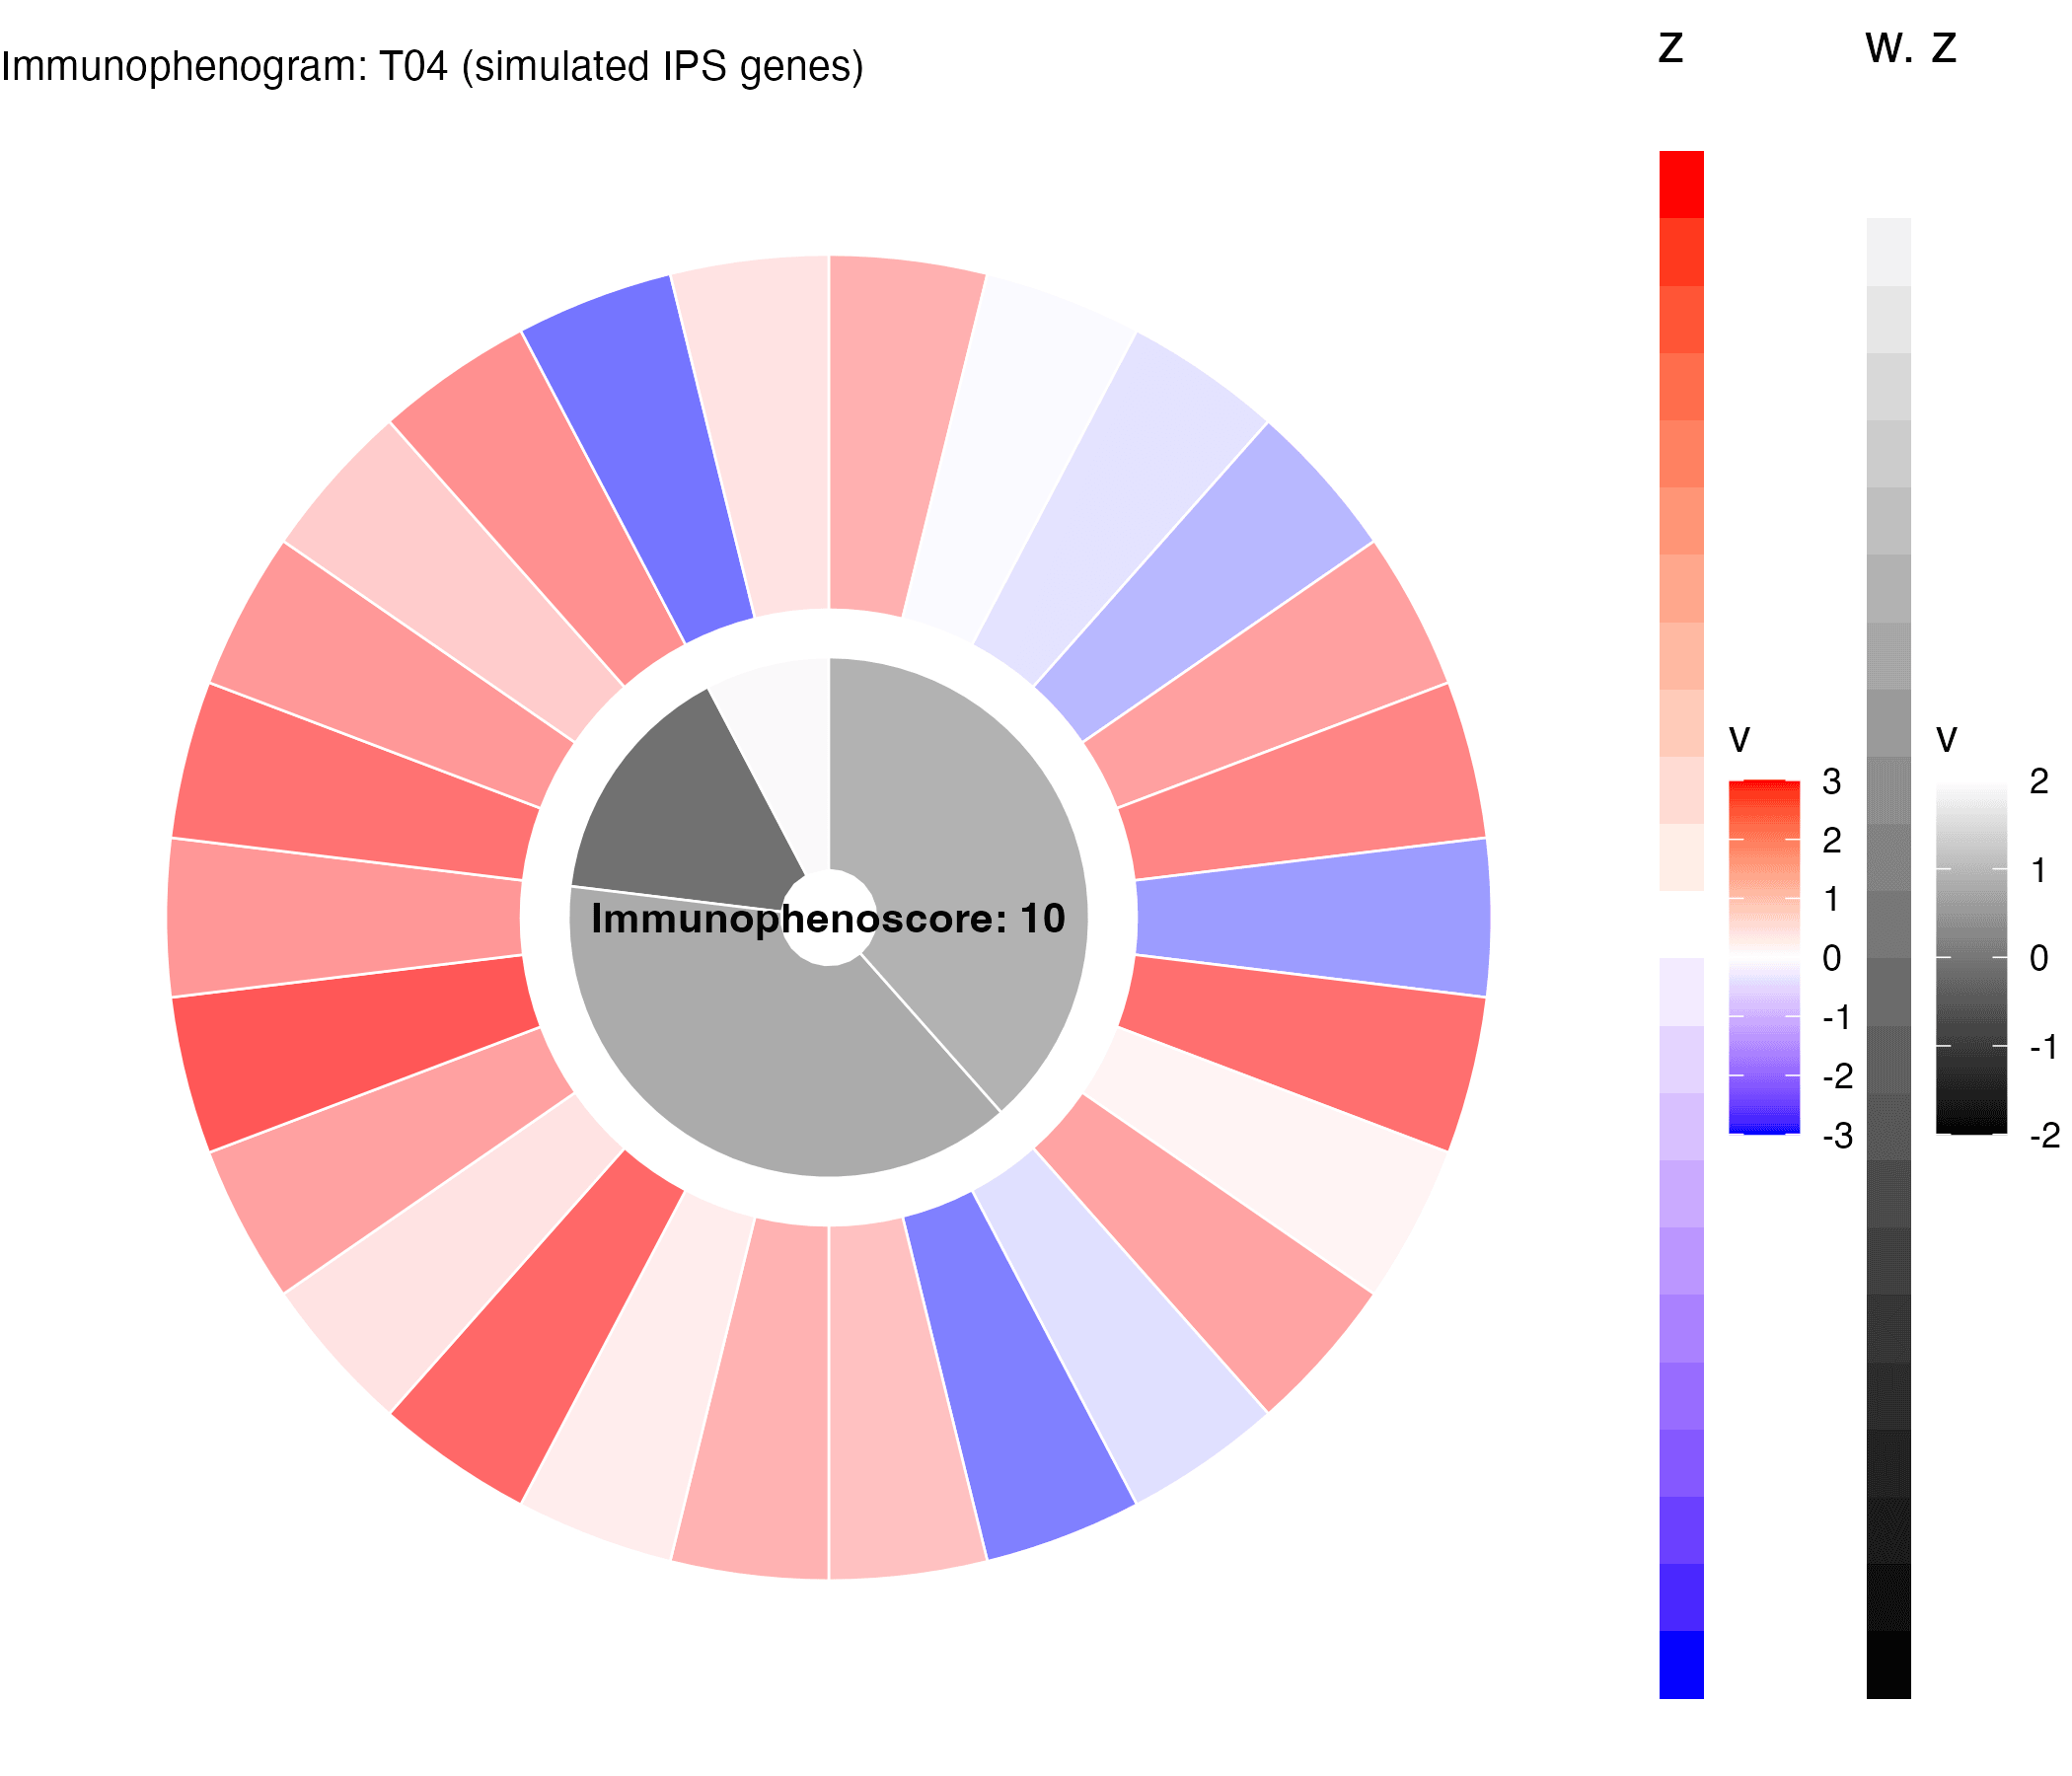 Immunophenogram: T04 (simulated IPS genes)
Z
W. Z
Immunophenoscore: 10
v
3
2
1
0
-1
-2
-3
v
2
1
0
-1
-2